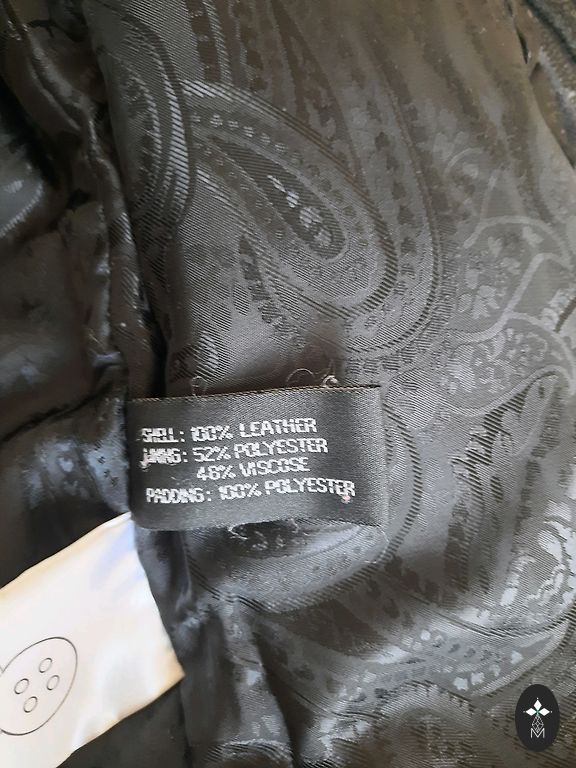 SHELL: 100% LEATHER
LINING: 52% POLYESTER
48% VISCOSE
PADDING: 100% POLYESTER
M